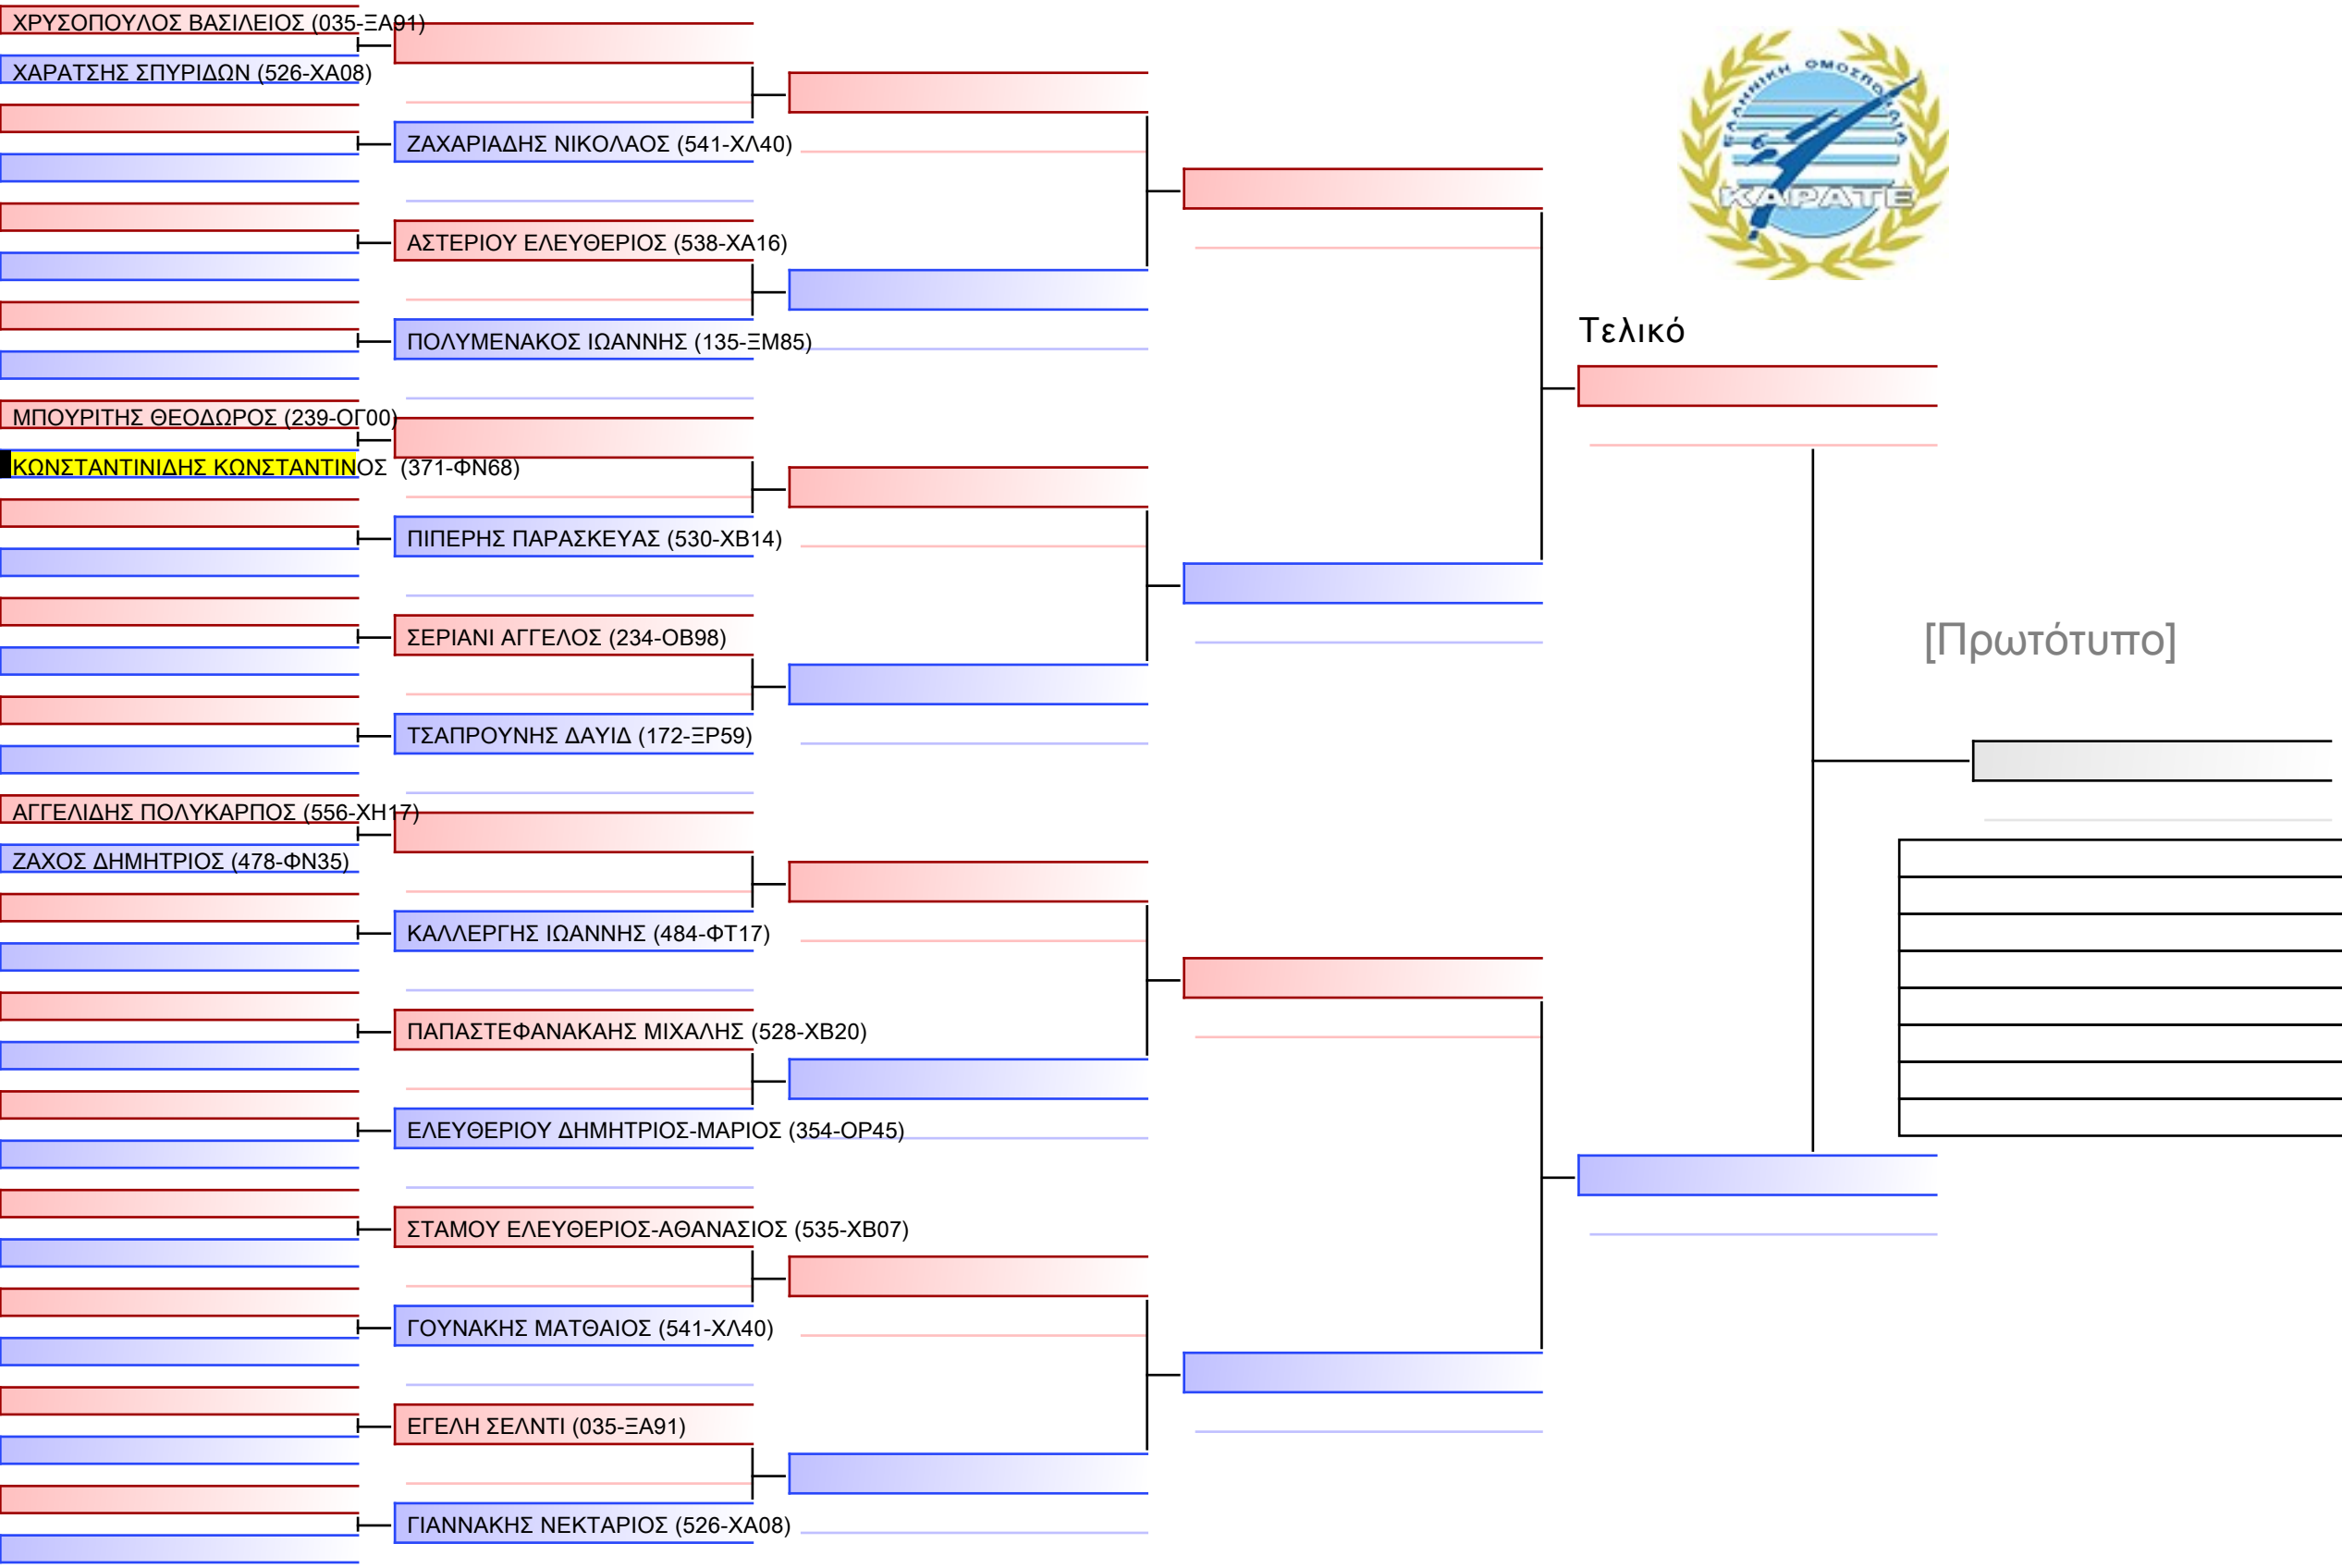 ΧΡΥΣΟΠΟΥΛΟΣ ΒΑΣΙΛΕΙΟΣ (035-ΞΑ91)
ΧΑΡΑΤΣΗΣ ΣΠΥΡΙΔΩΝ (526-ΧΑ08)
ΜΠΟΥΡΙΤΗΣ ΘΕΟΔΩΡΟΣ (239-ΟΓ00)
ΚΩΝΣΤΑΝΤΙΝΙΔΗΣ ΚΩΝΣΤΑΝΤΙΝΟΣ (371-ΦΝ68)
ΑΓΓΕΛΙΔΗΣ ΠΟΛΥΚΑΡΠΟΣ (556-ΧΗ17)
ΖΑΧΟΣ ΔΗΜΗΤΡΙΟΣ (478-ΦΝ35)
ΖΑΧΑΡΙΑΔΗΣ ΝΙΚΟΛΑΟΣ (541-ΧΛ40)
ΑΣΤΕΡΙΟΥ ΕΛΕΥΘΕΡΙΟΣ (538-ΧΑ16)
ΠΟΛΥΜΕΝΑΚΟΣ ΙΩΑΝΝΗΣ (135-ΞΜ85)
ΠΙΠΕΡΗΣ ΠΑΡΑΣΚΕΥΑΣ (530-ΧΒ14)
ΣΕΡΙΑΝΙ ΑΓΓΕΛΟΣ (234-ΟΒ98)
ΤΣΑΠΡΟΥΝΗΣ ΔΑΥΙΔ (172-ΞΡ59)
ΚΑΛΛΕΡΓΗΣ ΙΩΑΝΝΗΣ (484-ΦΤ17)
ΠΑΠΑΣΤΕΦΑΝΑΚΑΗΣ ΜΙΧΑΛΗΣ (528-ΧΒ20)
ΕΛΕΥΘΕΡΙΟΥ ΔΗΜΗΤΡΙΟΣ-ΜΑΡΙΟΣ (354-ΟΡ45)
ΣΤΑΜΟΥ ΕΛΕΥΘΕΡΙΟΣ-ΑΘΑΝΑΣΙΟΣ (535-ΧΒ07)
ΓΟΥΝΑΚΗΣ ΜΑΤΘΑΙΟΣ (541-ΧΛ40)
ΕΓΕΛΗ ΣΕΛΝΤΙ (035-ΞΑ91)
ΓΙΑΝΝΑΚΗΣ ΝΕΚΤΑΡΙΟΣ (526-ΧΑ08)
ΕΛΛΗΝΙΚΗ ΟΜΟΣΠΟΝΔΙΑ
ΚΑΡΑΤΕ
Τελικό
[Πρωτότυπο]